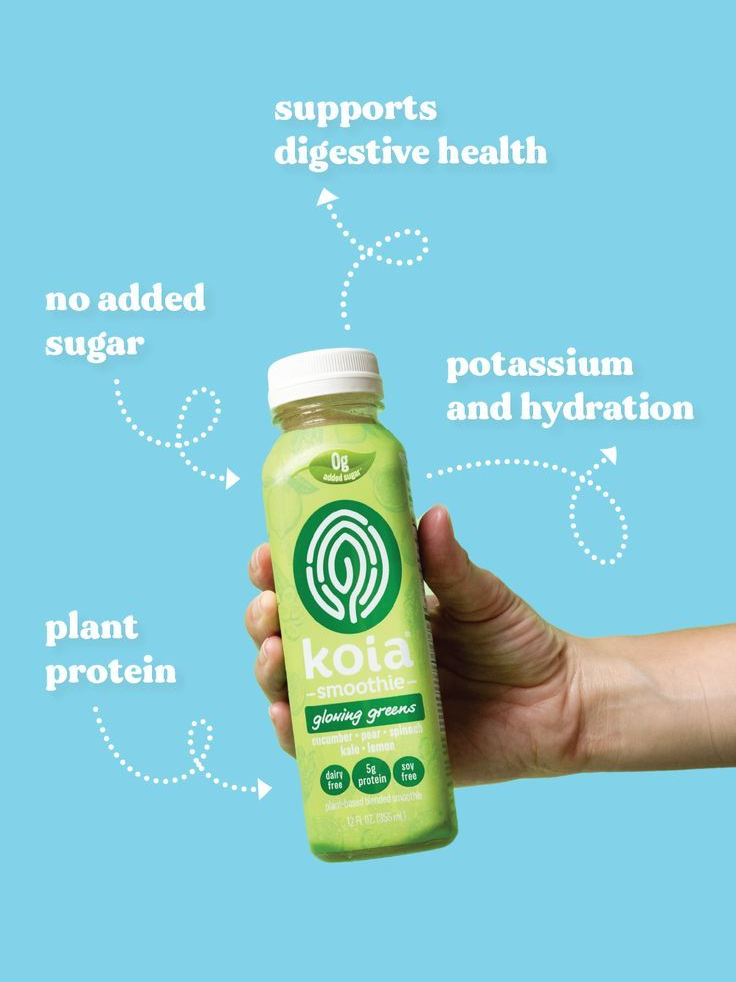 supports
digestive health
no added
sugar
potassium
and hydration
plant
protein
0g
added sugar*
koia
smoothie
glowing greens
cucumber • pear • spinach
kale • lemon
dairy
free
5g
protein
soy
free
plant-based blended smoothie
12 FL OZ. (355 mL)